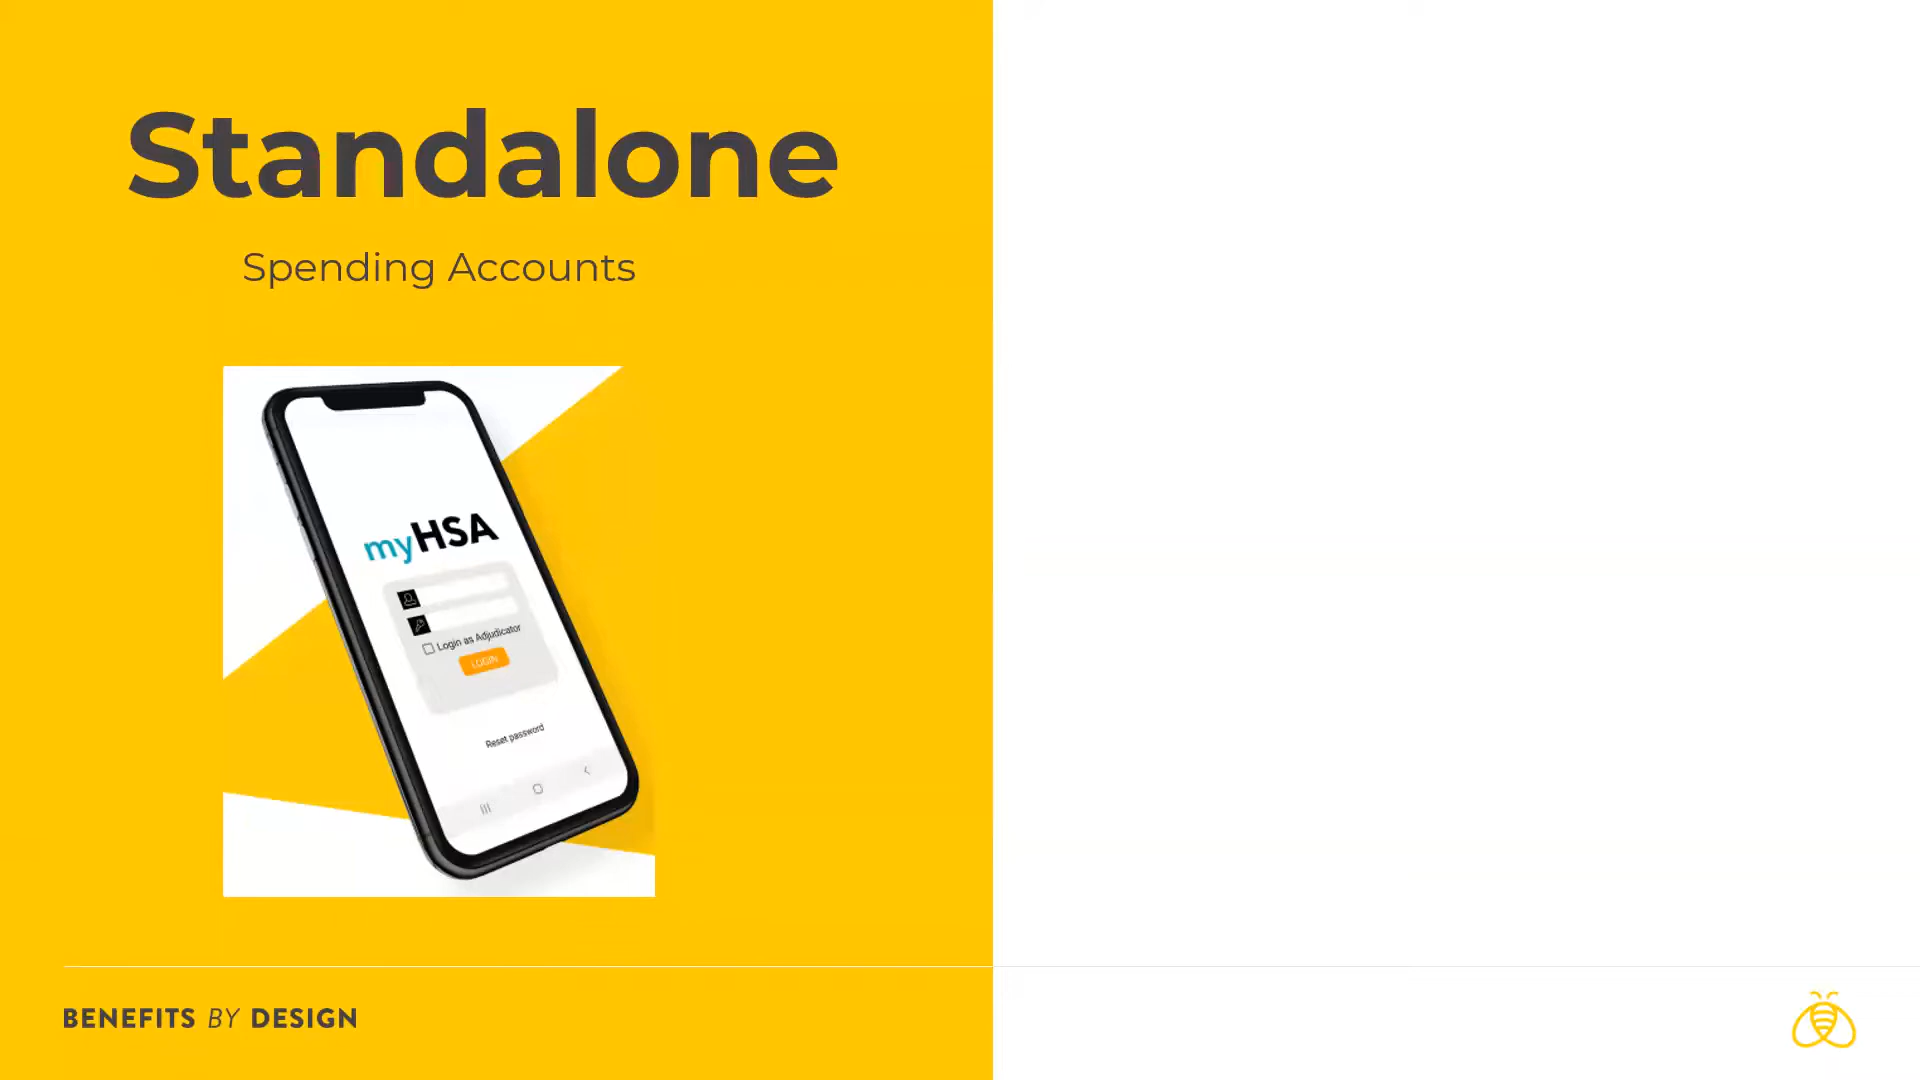 Standalone
Spending Accounts
myHSA
Login as Adjudicator
LOGIN
Reset password
BENEFITS BY DESIGN